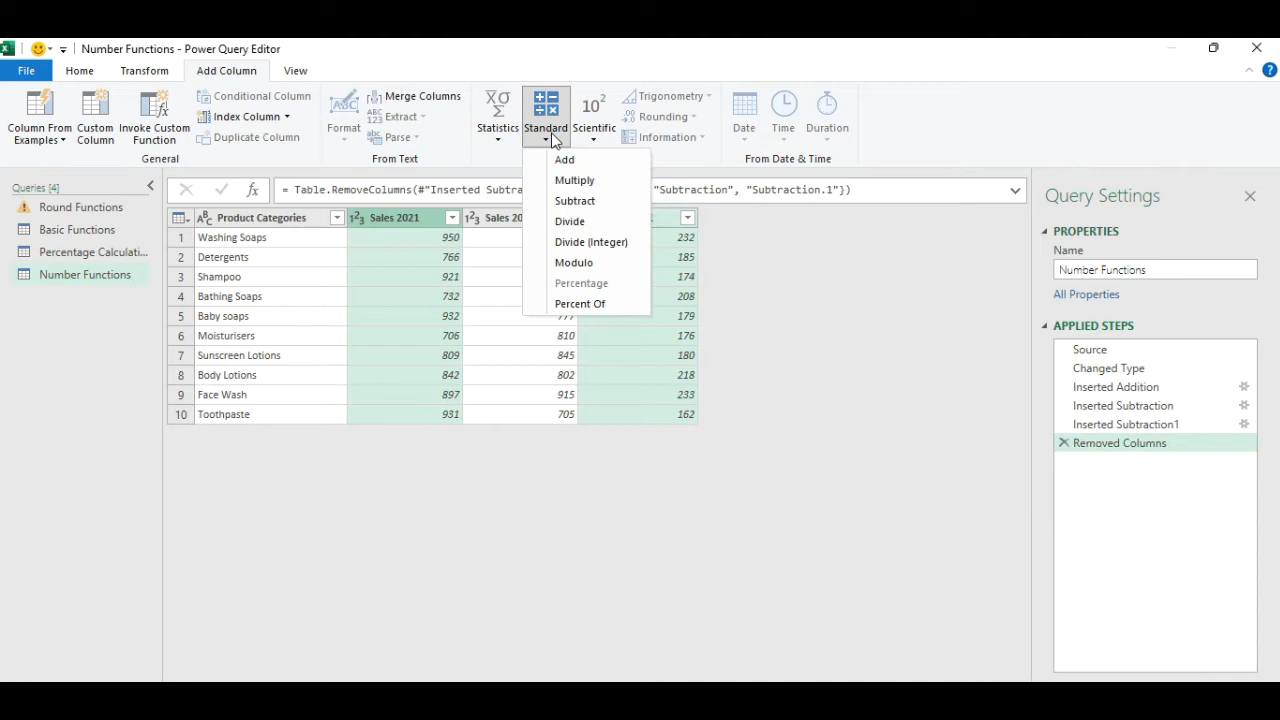 Number Functions - Power Query Editor
File Home Transform Add Column View
Column From Examples
Custom Column
Invoke Custom Function
Conditional Column
Index Column
Duplicate Column
General
Format
Merge Columns
Extract
Parse
From Text
Statistics
Standard
Scientific
Trigonometry
Rounding
Information
Date
Time
Duration
From Date & Time
Add
Multiply
Subtract
Divide
Divide (Integer)
Modulo
Percentage
Percent Of
Queries [4]
Round Functions
Basic Functions
Percentage Calculati...
Number Functions
= Table.RemoveColumns(#"Inserted Subtra "Subtraction", "Subtraction.1"})
Product Categories Sales 2021 Sales 20
1 Washing Soaps 950 232
2 Detergents 766 185
3 Shampoo 921 174
4 Bathing Soaps 732 208
5 Baby soaps 932 777 179
6 Moisturisers 706 810 176
7 Sunscreen Lotions 809 845 180
8 Body Lotions 842 802 218
9 Face Wash 897 915 233
10 Toothpaste 931 705 162
Query Settings
PROPERTIES
Name
Number Functions
All Properties
APPLIED STEPS
Source
Changed Type
Inserted Addition
Inserted Subtraction
Inserted Subtraction1
Removed Columns